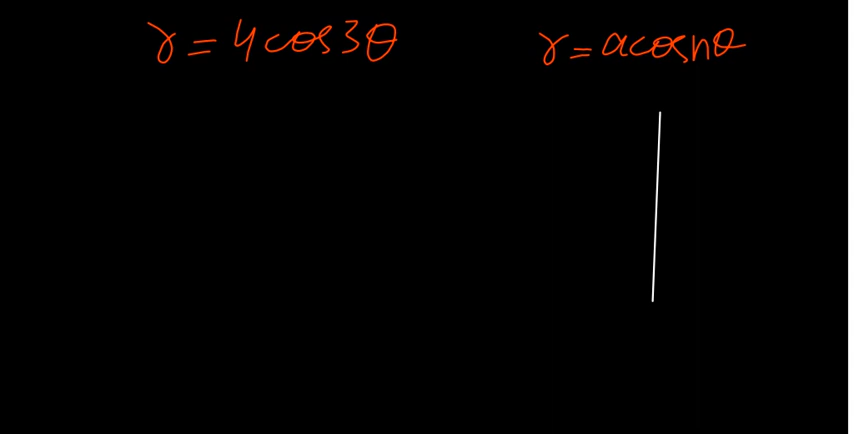 r = 4cos3θ
r = acosnθ